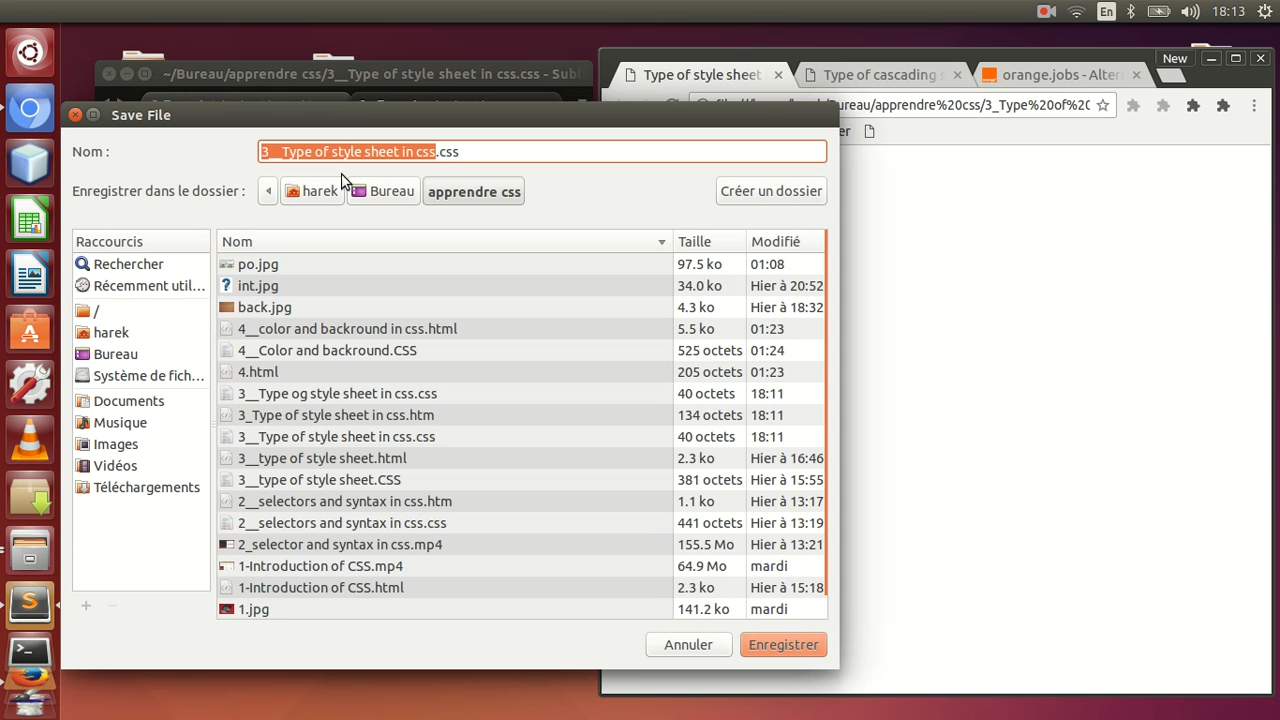 En
18:13
~/Bureau/apprendre css/3__Type of style sheet in css.css - Subli
New
Type of style sheet
Type of cascading s
orange.jobs - Alter
Bureau/apprendre%20css/3_Type%20of%20
Save File
Nom :
3__Type of style sheet in css.css
Enregistrer dans le dossier :
harek
Bureau
apprendre css
Créer un dossier
Raccourcis
Rechercher
Récemment util...
/
harek
Bureau
Système de fich...
Documents
Musique
Images
Vidéos
Téléchargements
Nom Taille Modifié
po.jpg 97.5 ko 01:08
int.jpg 34.0 ko Hier à 20:52
back.jpg 4.3 ko Hier à 18:32
4__color and backround in css.html 5.5 ko 01:23
4__Color and backround.CSS 525 octets 01:24
4.html 205 octets 01:23
3__Type og style sheet in css.css 40 octets 18:11
3_Type of style sheet in css.htm 134 octets 18:11
3__Type of style sheet in css.css 40 octets 18:11
3__type of style sheet.html 2.3 ko Hier à 16:46
3__type of style sheet.CSS 381 octets Hier à 15:55
2__selectors and syntax in css.htm 1.1 ko Hier à 13:17
2__selectors and syntax in css.css 441 octets Hier à 13:19
2_selector and syntax in css.mp4 155.5 Mo Hier à 13:21
1-Introduction of CSS.mp4 64.9 Mo mardi
1-Introduction of CSS.html 2.3 ko Hier à 15:18
1.jpg 141.2 ko mardi
Annuler
Enregistrer